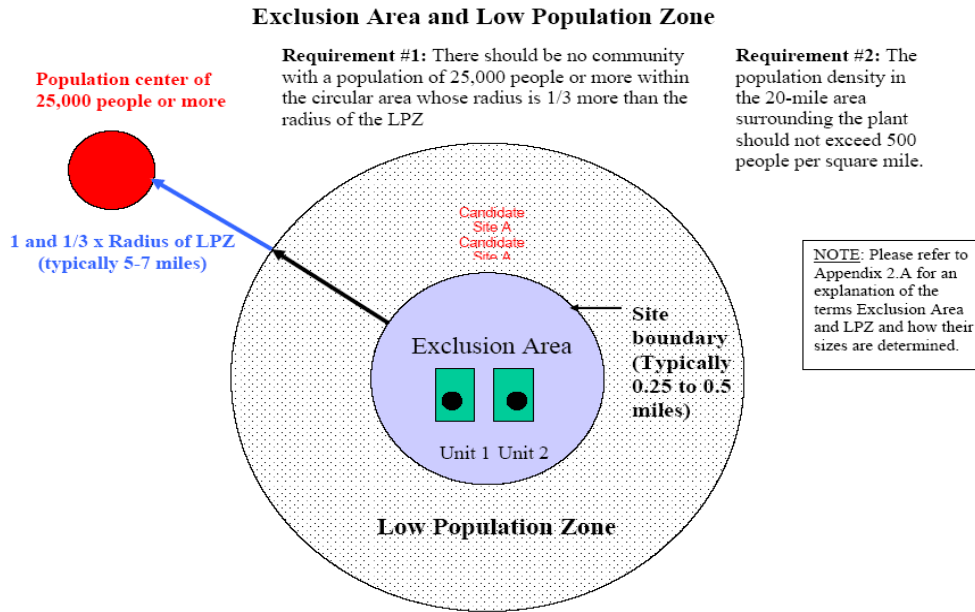 Exclusion Area and Low Population Zone
Requirement #1: There should be no community
with a population of 25,000 people or more within
the circular area whose radius is 1/3 more than the
radius of the LPZ
Requirement #2: The
population density in
the 20-mile area
surrounding the plant
should not exceed 500
people per square mile.
Population center of
25,000 people or more
1 and 1/3 x Radius of LPZ
(typically 5-7 miles)
Candidate
Site A
Candidate
Site A
NOTE: Please refer to
Appendix 2.A for an
explanation of the
terms Exclusion Area
and LPZ and how their
sizes are determined.
Site
boundary
(Typically
0.25 to 0.5
miles)
Exclusion Area
Unit 1 Unit 2
Low Population Zone